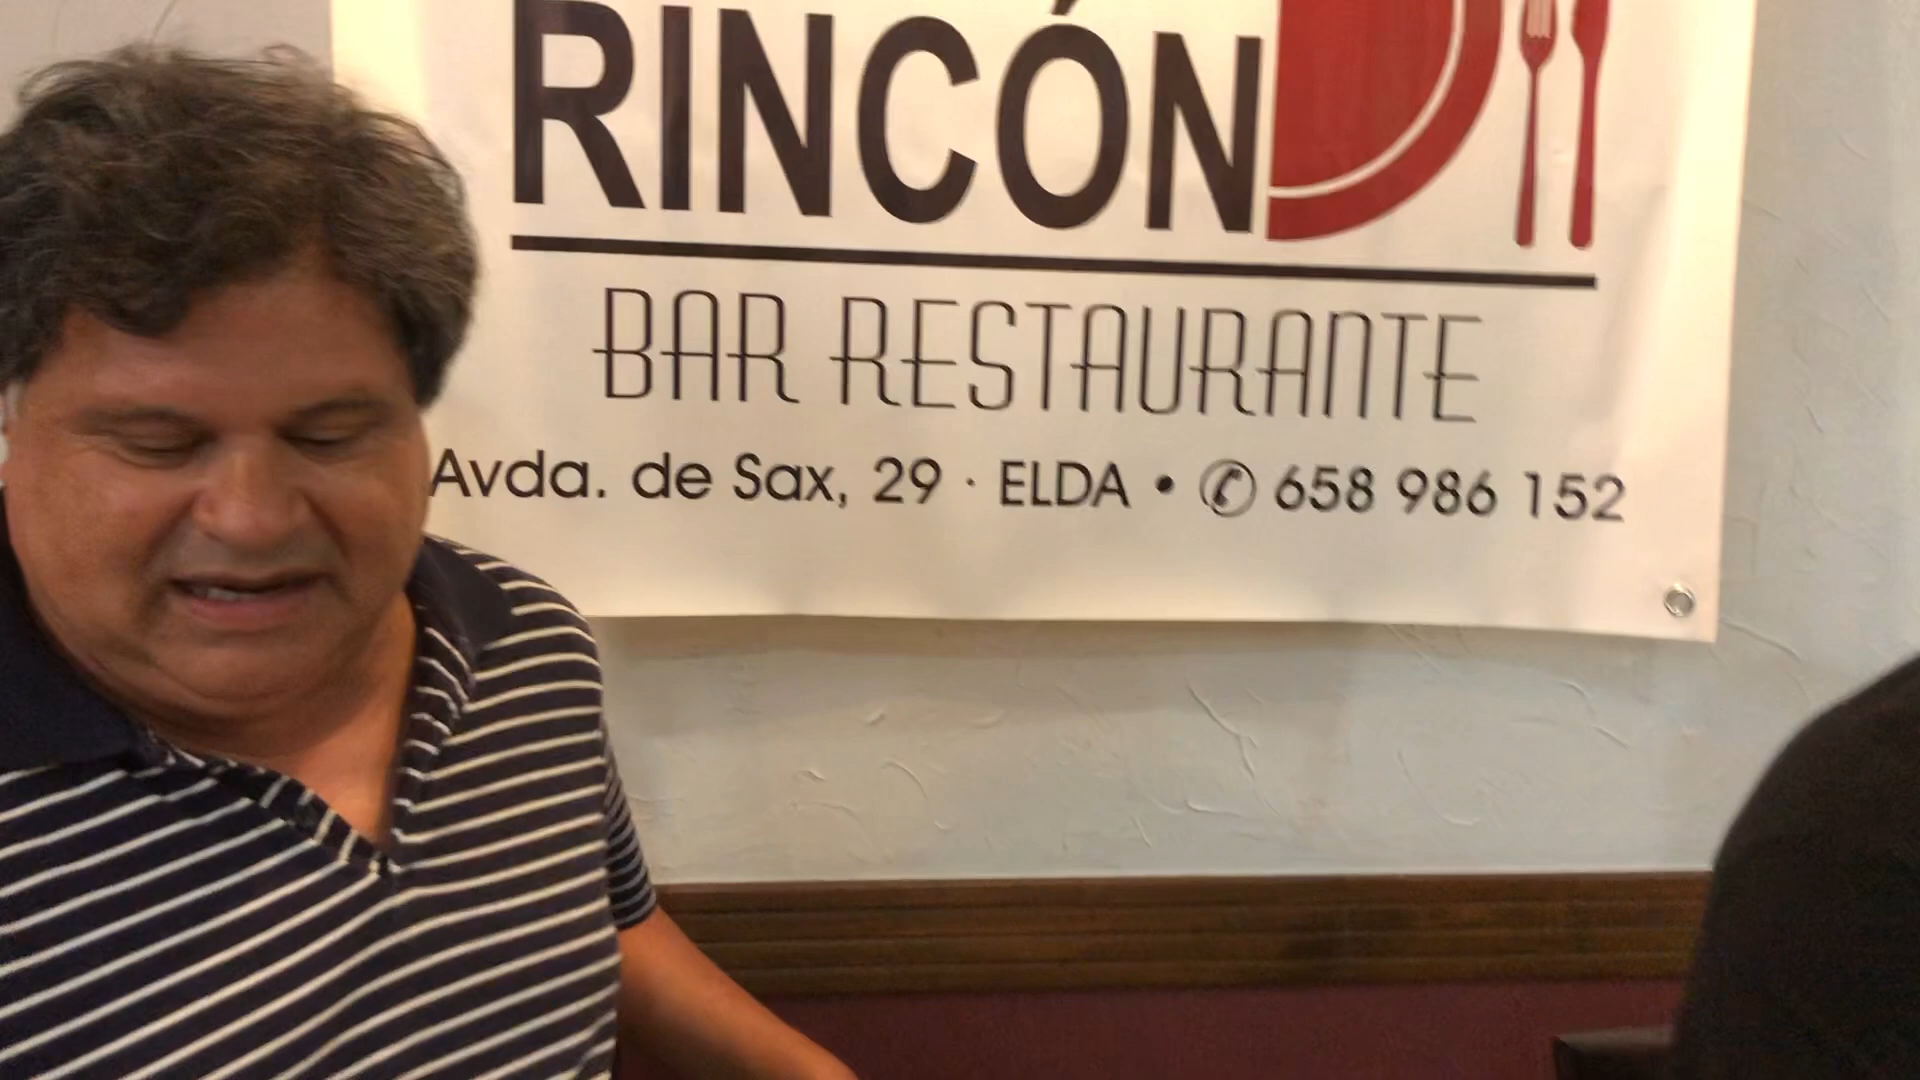 RINCÓN
BAR RESTAURANTE
Avda. de Sax, 29 · ELDA • ✆ 658 986 152